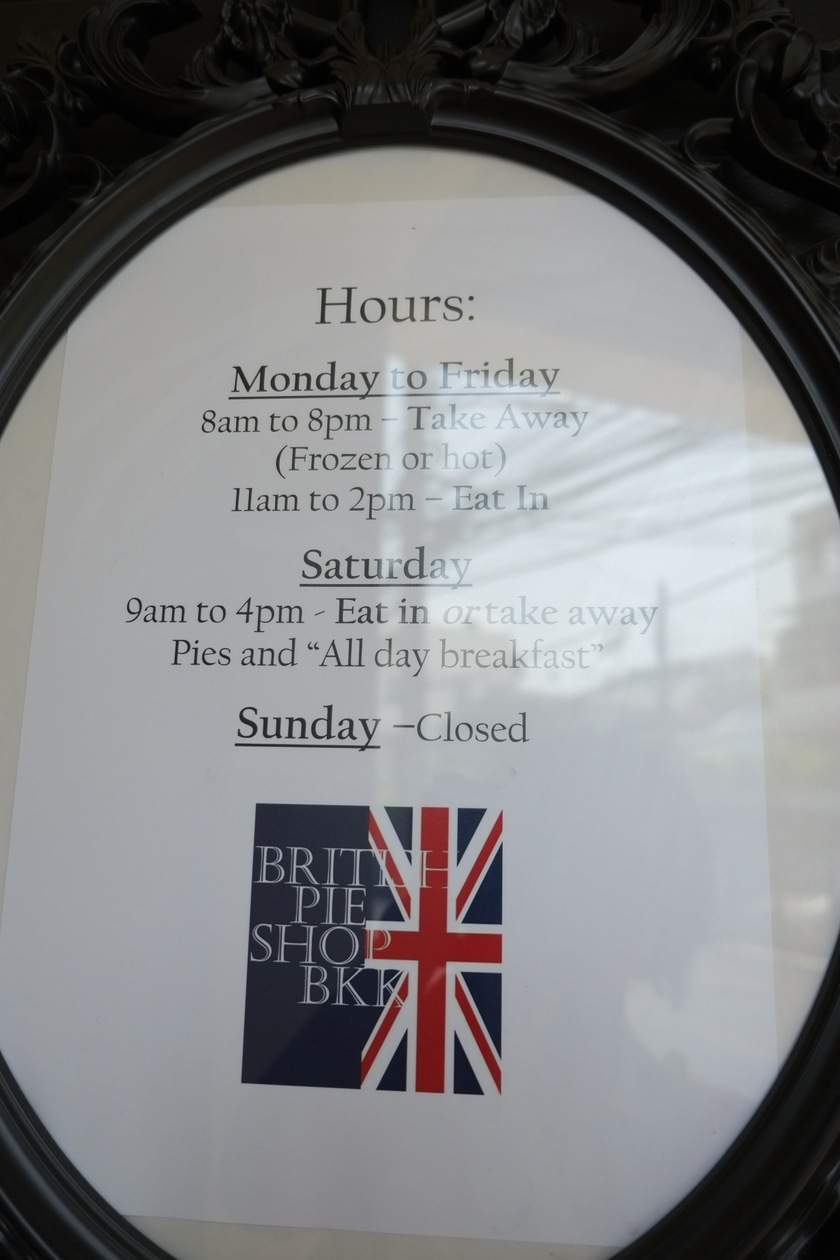 Hours:
Monday to Friday
8am to 8pm – Take Away
(Frozen or hot)
11am to 2pm – Eat In
Saturday
9am to 4pm - Eat in or take away
Pies and “All day breakfast”
Sunday –Closed
BRITISH
PIE
SHOP
BKK